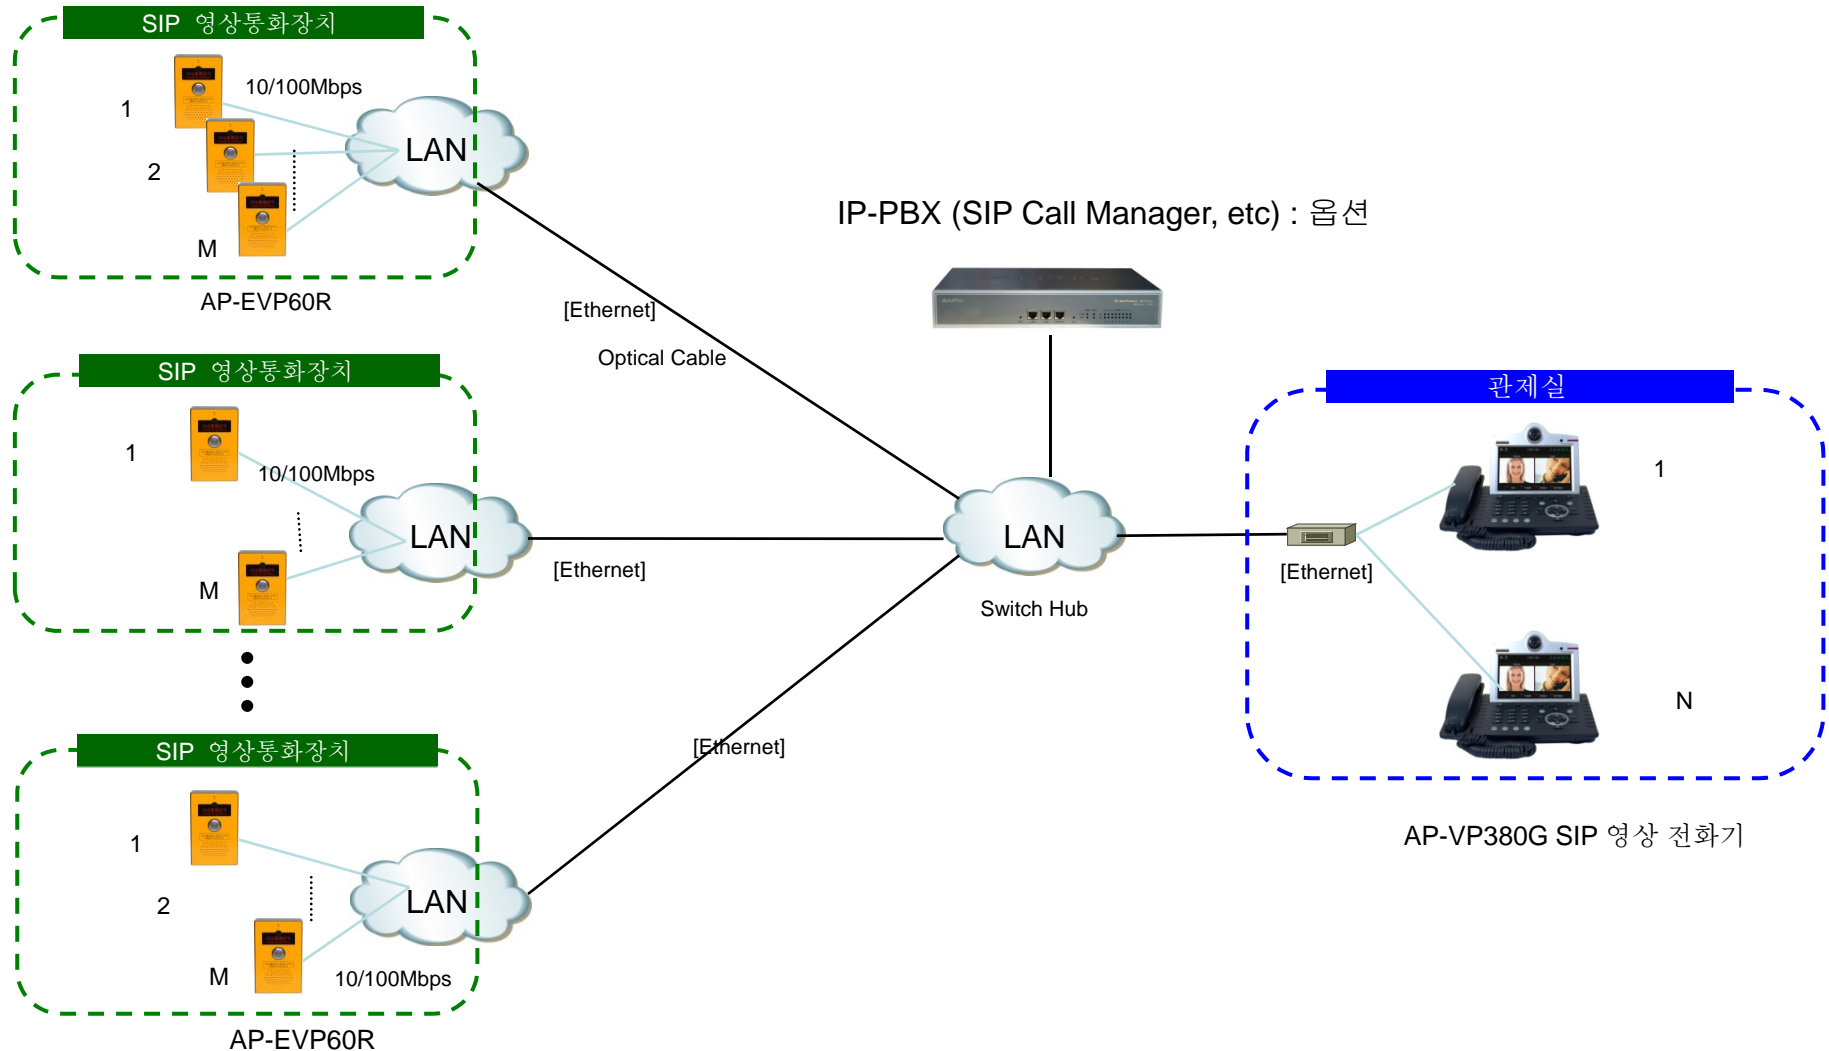 SIP 영상통화장치
10/100Mbps
1
LAN
2
M
AP-EVP60R
IP-PBX (SIP Call Manager, etc) : 옵션
[Ethernet]
Optical Cable
SIP 영상통화장치
1
10/100Mbps
LAN
M
[Ethernet]
LAN
Switch Hub
관제실
1
[Ethernet]
N
AP-VP380G SIP 영상 전화기
SIP 영상통화장치
[Ethernet]
1
2
LAN
M
10/100Mbps
AP-EVP60R